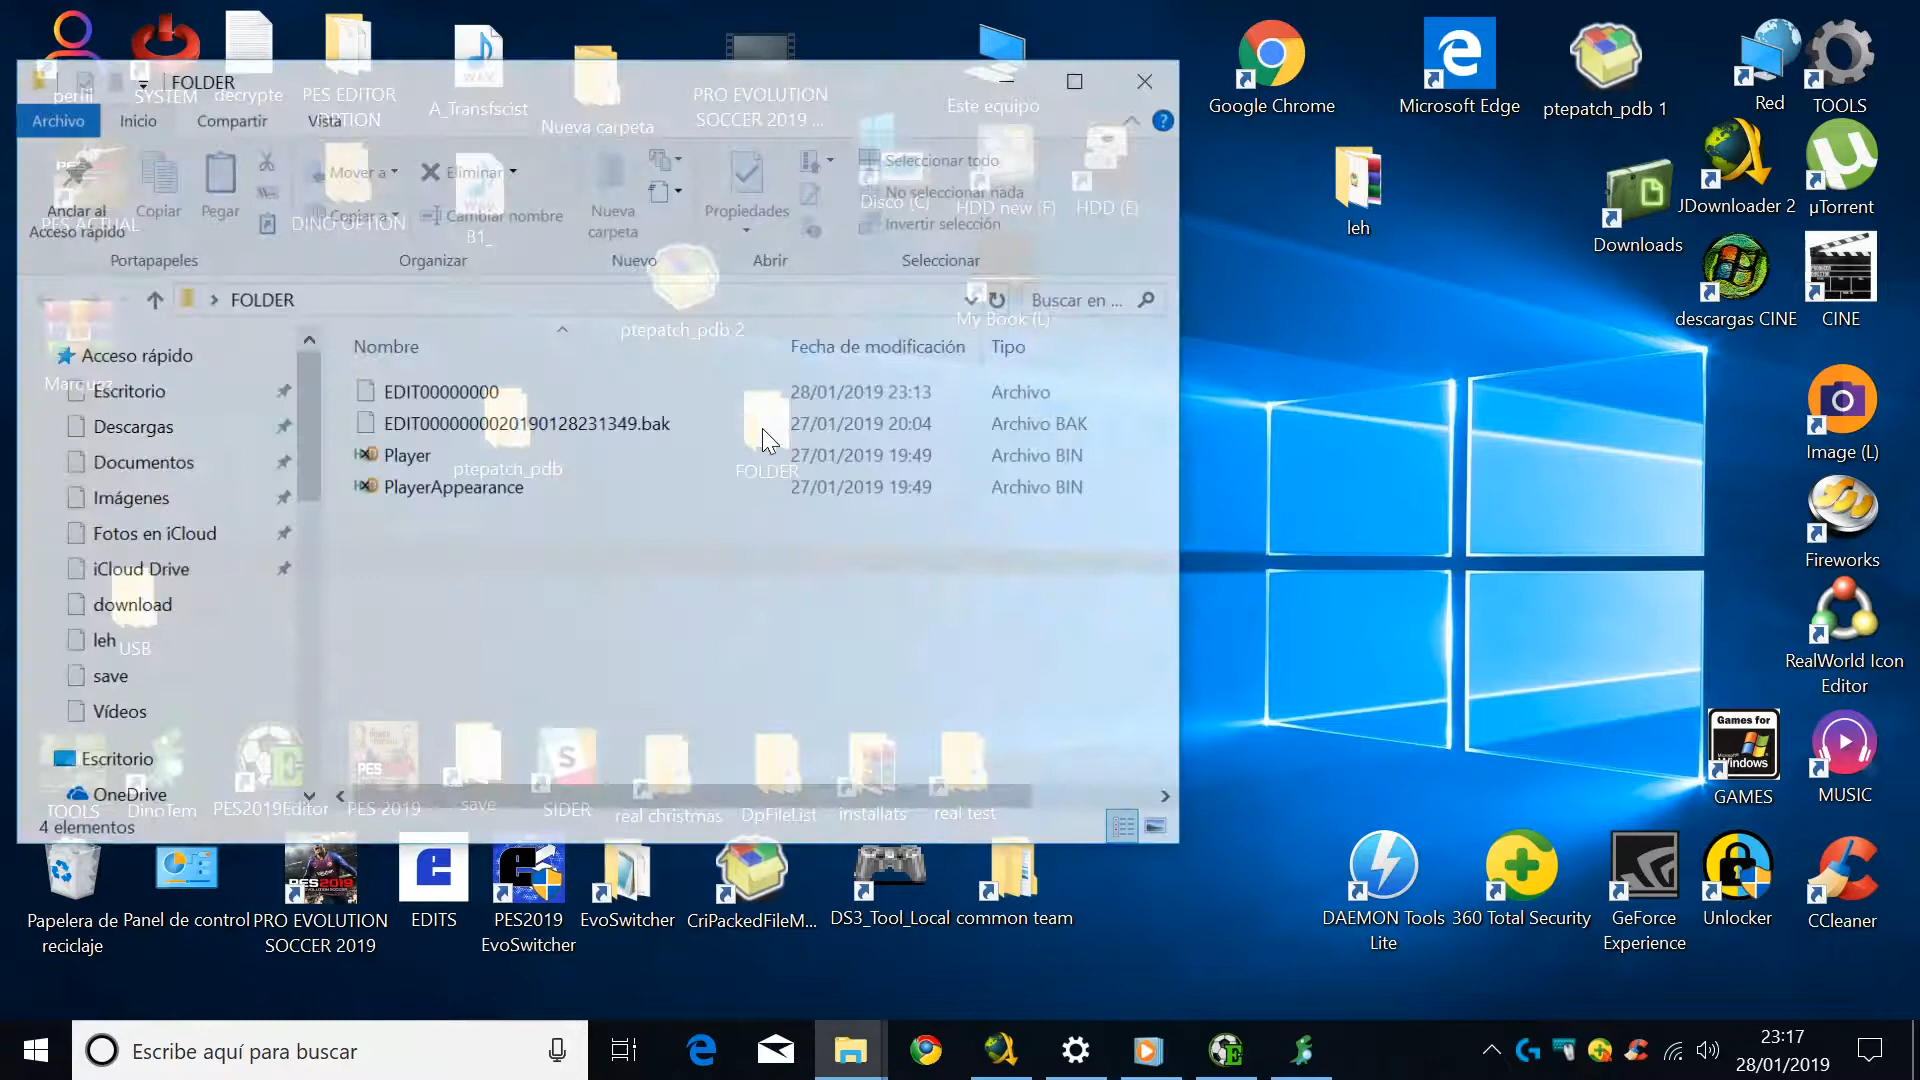 perfil
SYSTEM
decrypte
PES EDITOR
OPTION
A_Transfscist
Nueva carpeta
PRO EVOLUTION
SOCCER 2019 ...
Este equipo
Google Chrome
Microsoft Edge
ptepatch_pdb 1
Red
TOOLS
FOLDER
Archivo
Inicio
Compartir
Vista
Anclar al
Acceso rápido
PES ACTUAL
Copiar
Pegar
Mover a
Copiar a
DINO OPTION
Eliminar
Cambiar nombre
B1_
Nueva
carpeta
Propiedades
Seleccionar todo
No seleccionar nada
Invertir selección
Disco (C)
HDD new (F)
HDD (E)
Portapapeles
Organizar
Nuevo
Abrir
Seleccionar
leh
Downloads
JDownloader 2
µTorrent
descargas CINE
CINE
FOLDER
Buscar en ...
My Book (L)
ptepatch_pdb 2
Nombre
Fecha de modificación
Tipo
EDIT00000000
28/01/2019 23:13
Archivo
EDIT0000000020190128231349.bak
27/01/2019 20:04
Archivo BAK
Player
27/01/2019 19:49
Archivo BIN
PlayerAppearance
27/01/2019 19:49
Archivo BIN
ptepatch_pdb
FOLDER
Acceso rápido
Escritorio
Descargas
Documentos
Imágenes
Fotos en iCloud
iCloud Drive
download
leh
USB
save
Vídeos
Escritorio
OneDrive
TOOLS
DinoTem
PES2019Editor
PES
PES 2019
save
SIDER
real christmas
DpFileList
installats
real test
4 elementos
Image (L)
Fireworks
RealWorld Icon
Editor
Games for
Windows
GAMES
MUSIC
Papelera de
reciclaje
Panel de control
PES2019
PRO EVOLUTION
SOCCER 2019
EDITS
PES2019
EvoSwitcher
EvoSwitcher
CriPackedFileM...
DS3_Tool_Local
common team
DAEMON Tools
Lite
360 Total Security
GeForce
Experience
Unlocker
CCleaner
Escribe aquí para buscar
23:17
28/01/2019